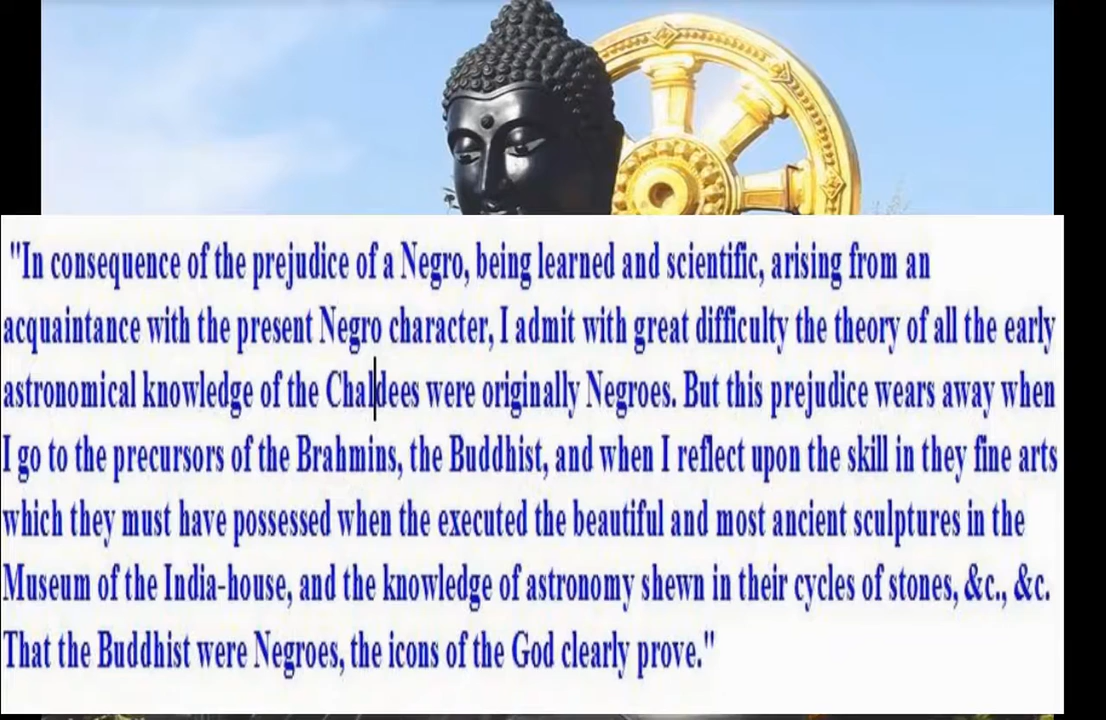 "In consequence of the prejudice of a Negro, being learned and scientific, arising from an
acquaintance with the present Negro character, I admit with great difficulty the theory of all the early
astronomical knowledge of the Chaldees were originally Negroes. But this prejudice wears away when
I go to the precursors of the Brahmins, the Buddhist, and when I reflect upon the skill in they fine arts
which they must have possessed when the executed the beautiful and most ancient sculptures in the
Museum of the India-house, and the knowledge of astronomy shewn in their cycles of stones, &c., &c.
That the Buddhist were Negroes, the icons of the God clearly prove."